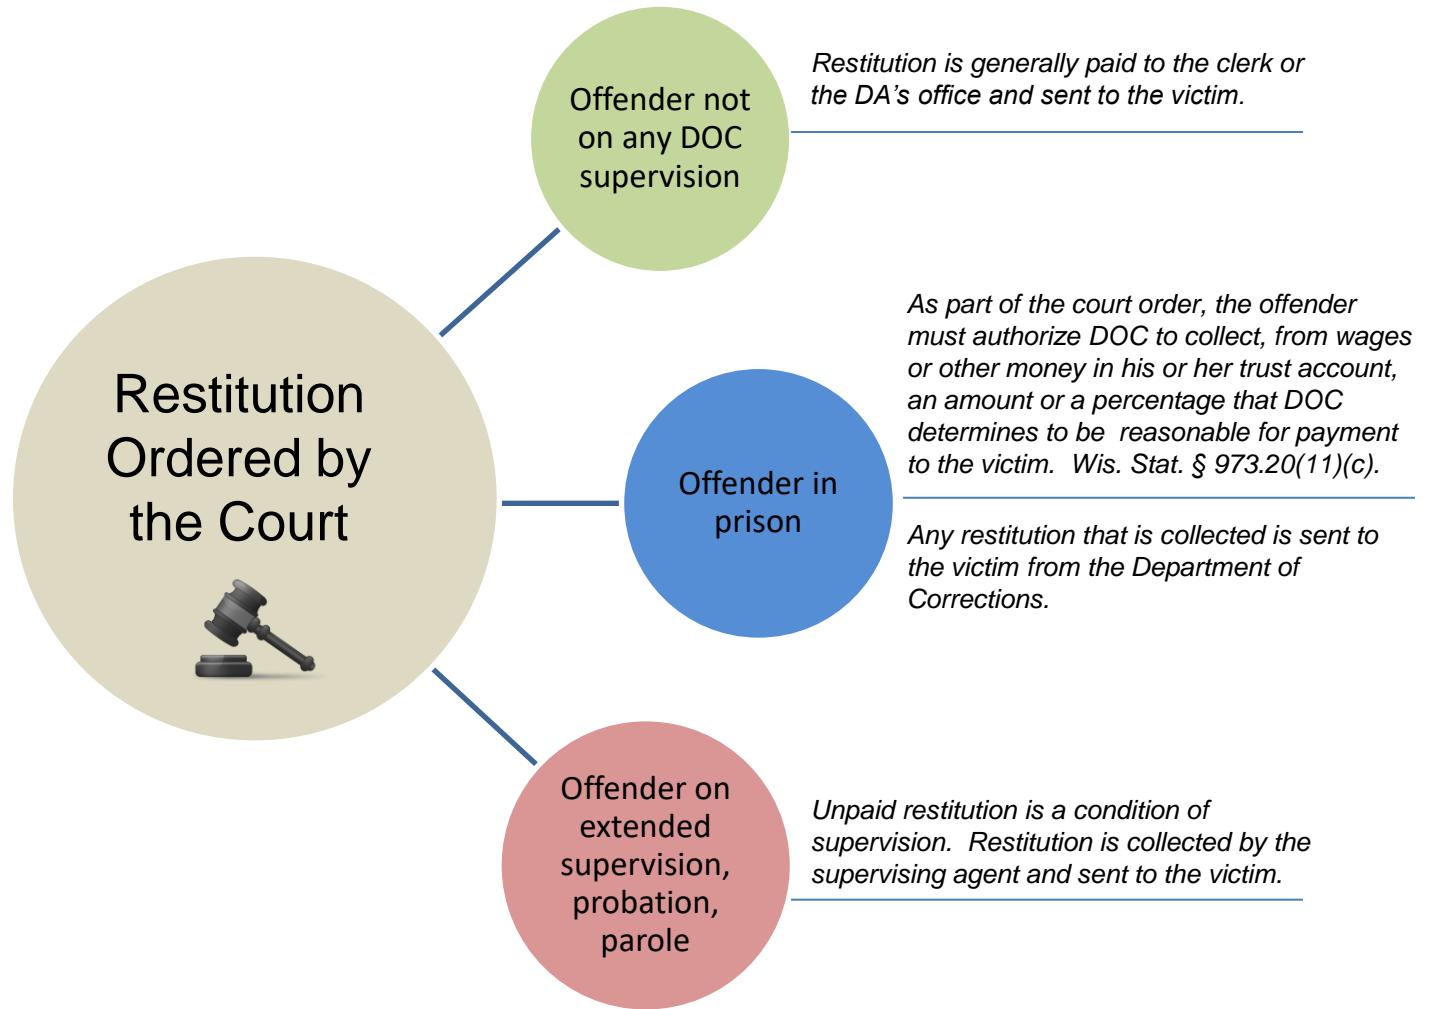 Restitution
Ordered by
the Court
Offender not
on any DOC
supervision
Restitution is generally paid to the clerk or
the DA’s office and sent to the victim.
Offender in
prison
As part of the court order, the offender
must authorize DOC to collect, from wages
or other money in his or her trust account,
an amount or a percentage that DOC
determines to be  reasonable for payment
to the victim.  Wis. Stat. § 973.20(11)(c).
Any restitution that is collected is sent to
the victim from the Department of
Corrections.
Offender on
extended
supervision,
probation,
parole
Unpaid restitution is a condition of
supervision.  Restitution is collected by the
supervising agent and sent to the victim.